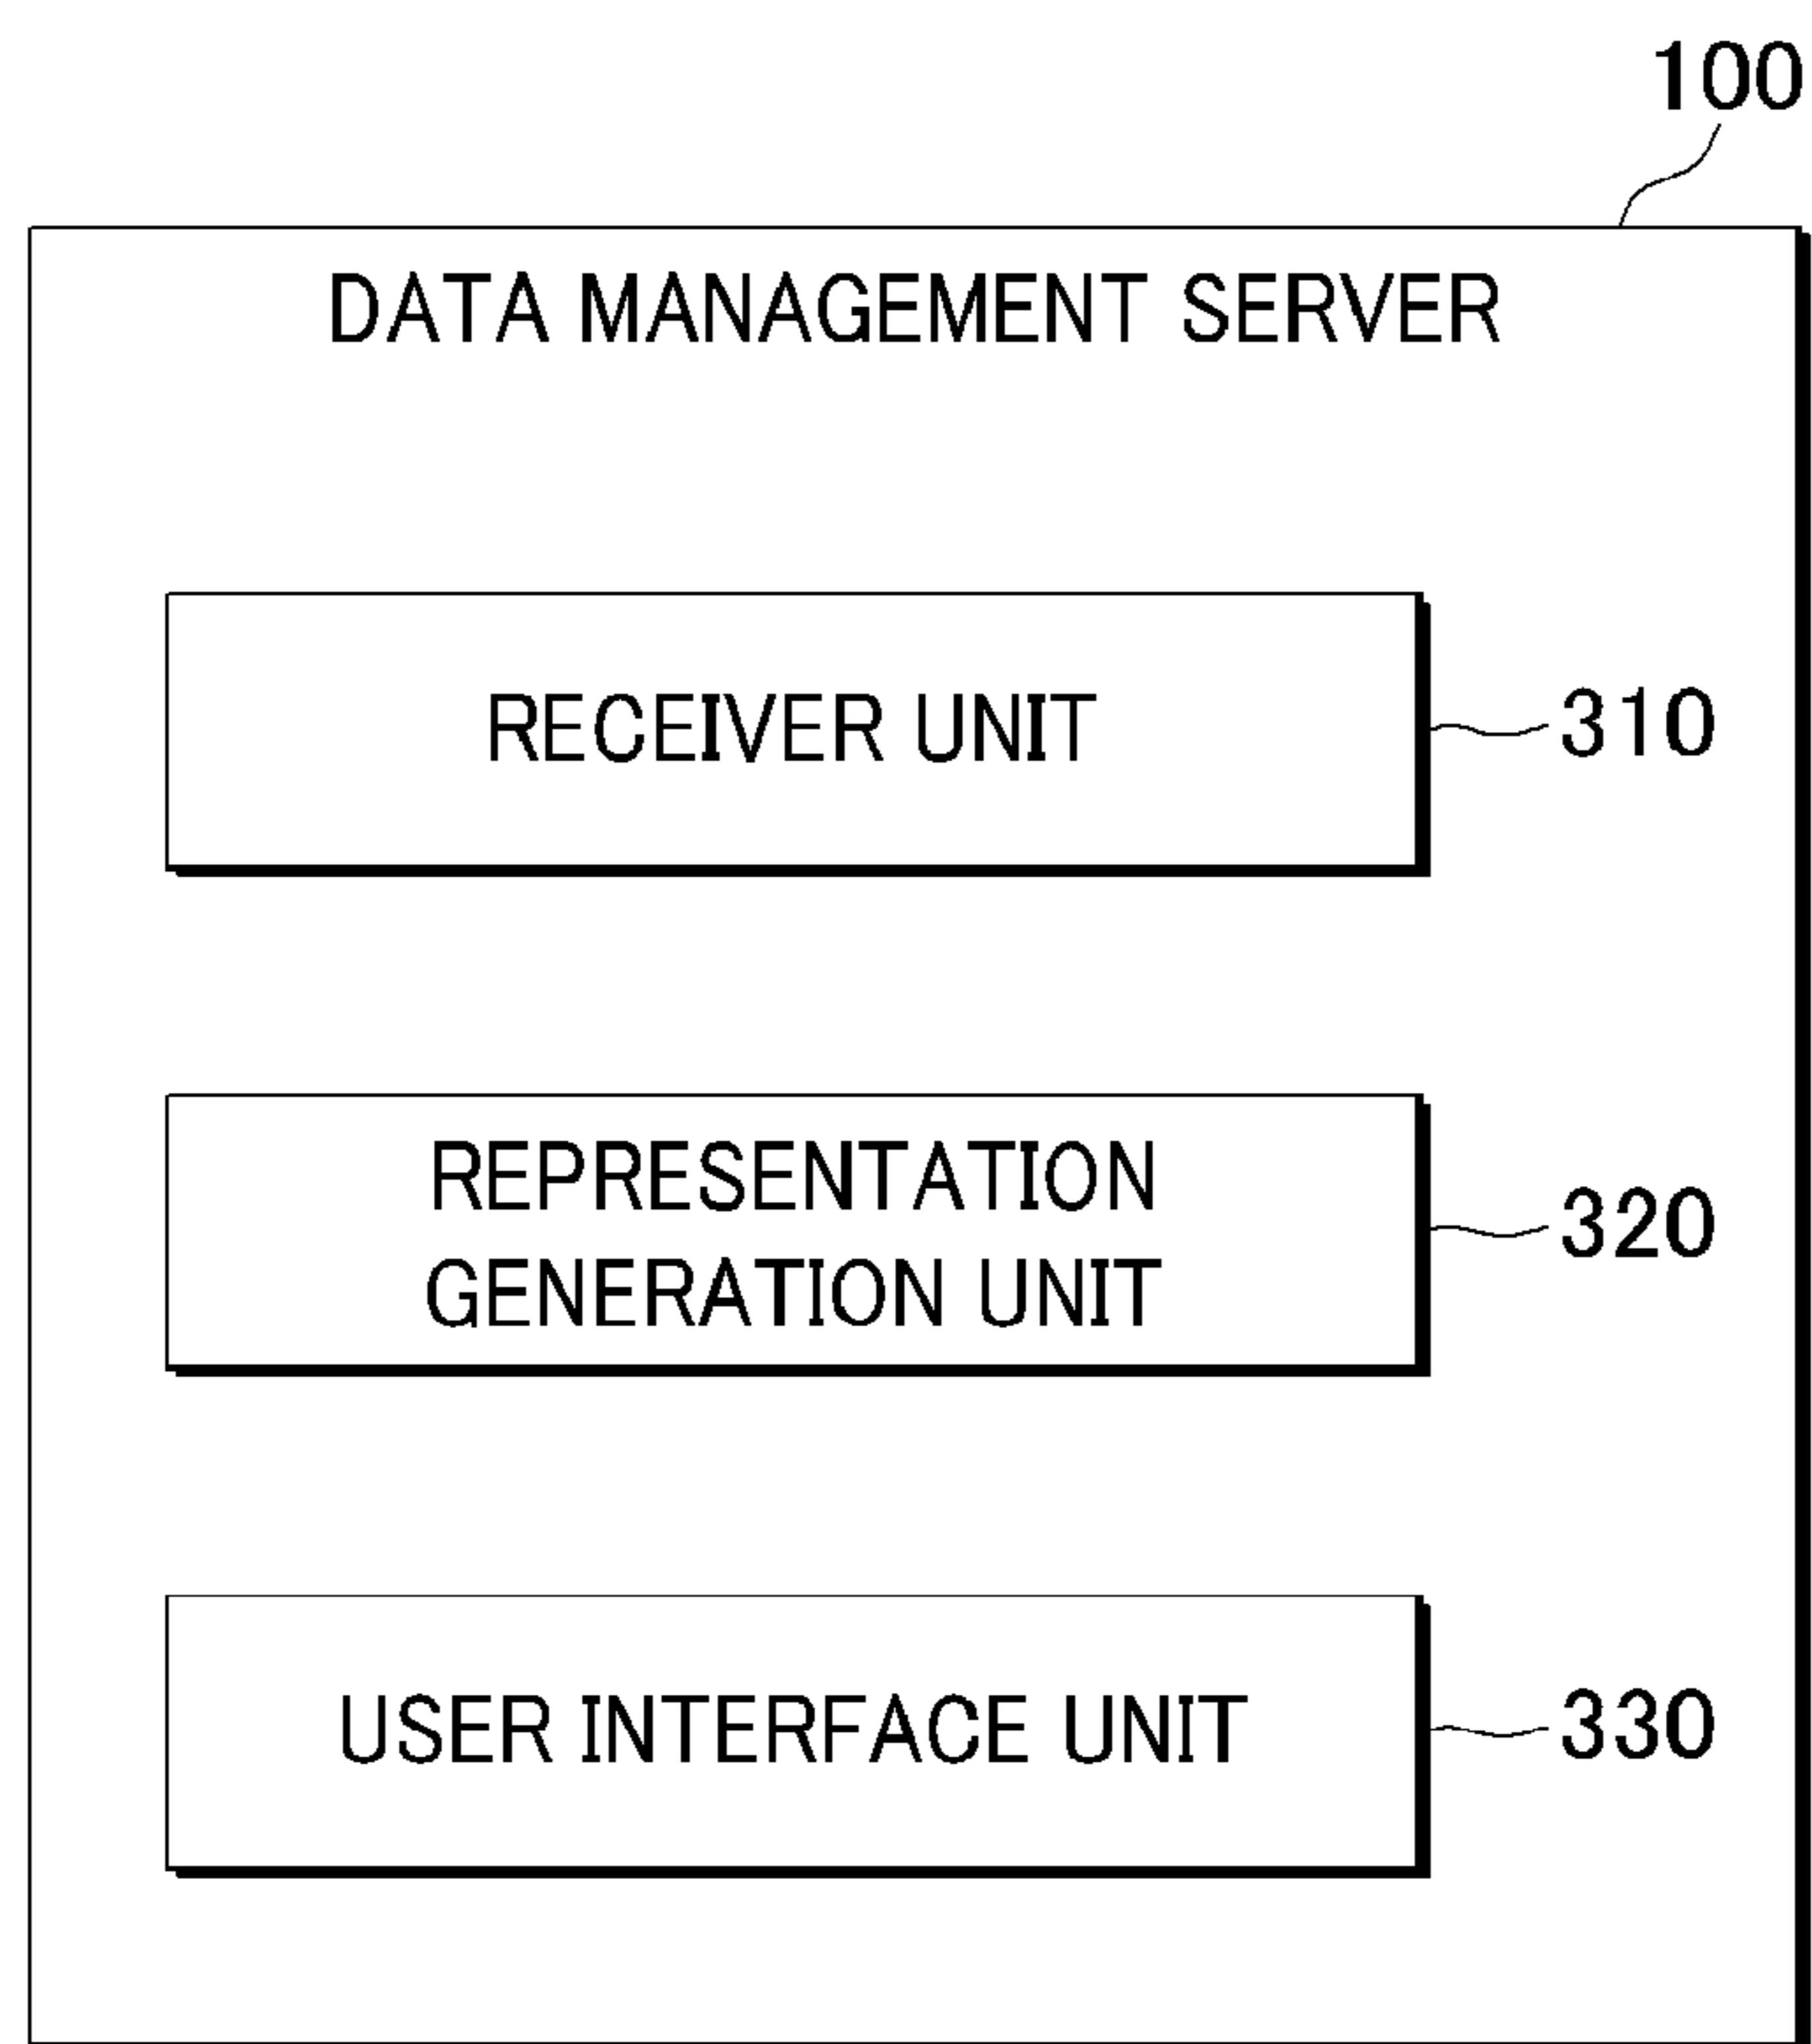 100
DATA MANAGEMENT SERVER
RECEIVER UNIT
310
REPRESENTATION
GENERATION UNIT
320
USER INTERFACE UNIT
330